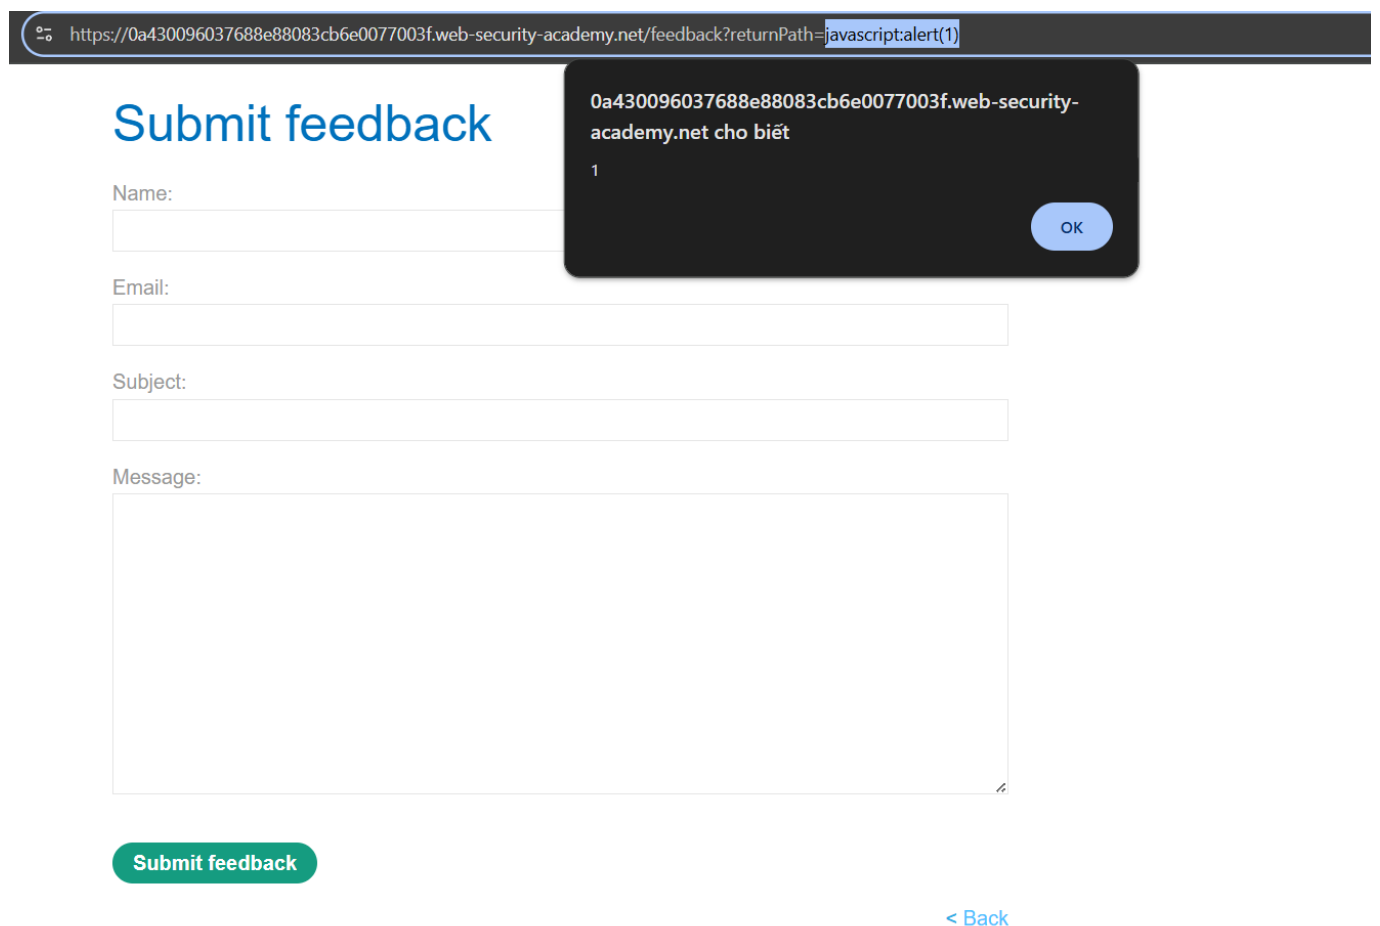 https://0a430096037688e88083cb6e0077003f.web-security-academy.net/feedback?returnPath=javascript:alert(1)
0a430096037688e88083cb6e0077003f.web-security-
academy.net cho biết
1
OK
Submit feedback
Name:
Email:
Subject:
Message:
Submit feedback
< Back